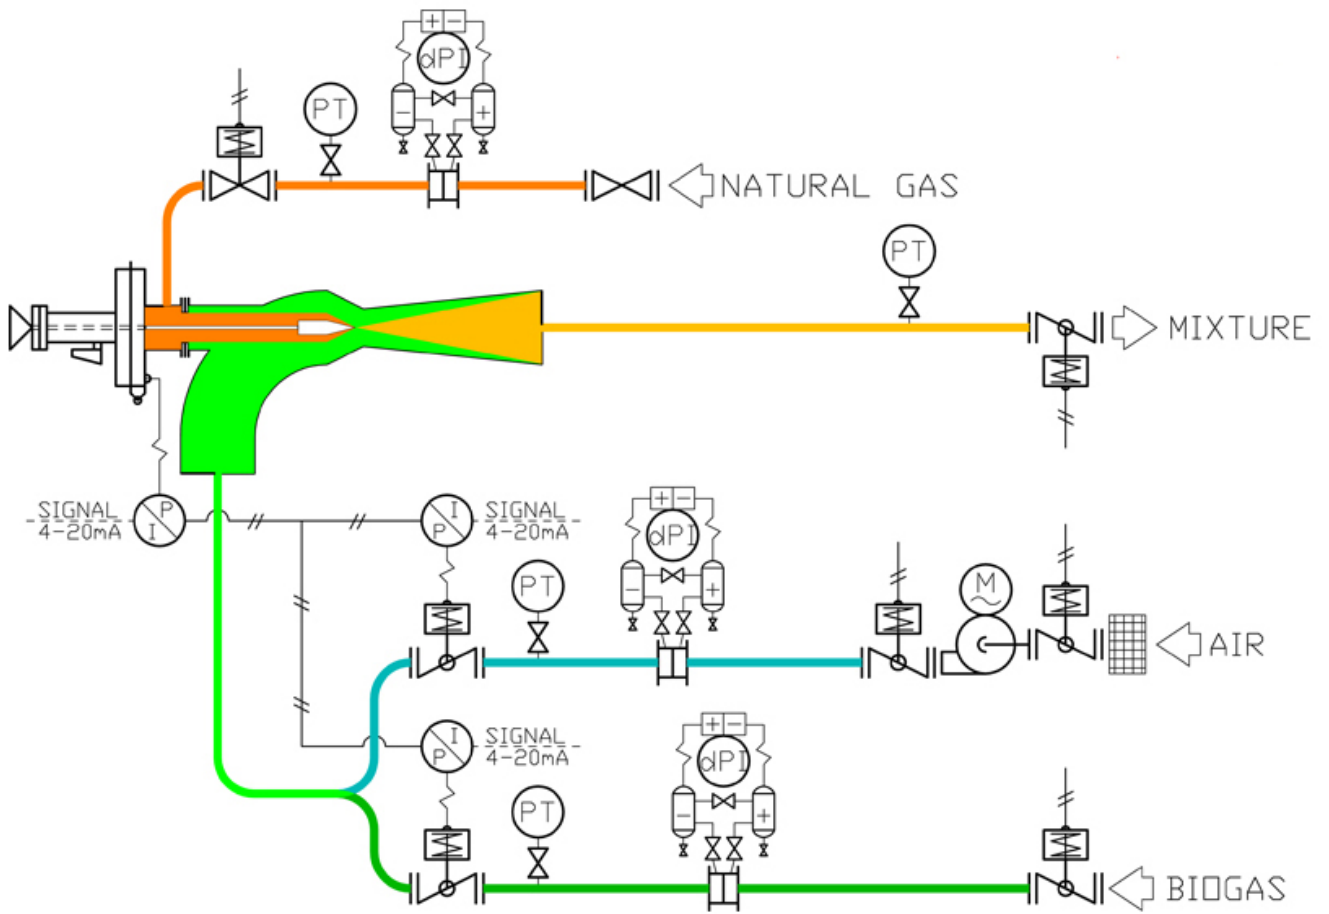 + -
dPI
PT
- +
NATURAL GAS
PT
MIXTURE
SIGNAL
4-20mA
P
I
I
P
SIGNAL
4-20mA
+ -
dPI
- +
PT
M
AIR
I
P
SIGNAL
4-20mA
+ -
dPI
- +
PT
BIOGAS